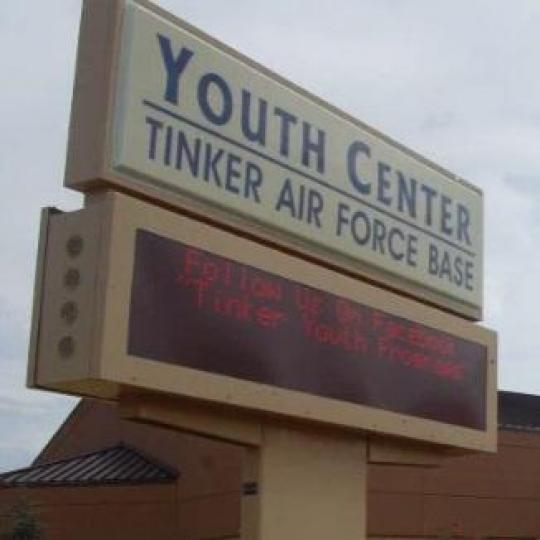 YOUTH CENTER
TINKER AIR FORCE BASE
Follow Us On Facebook
"Tinker Youth Programs"